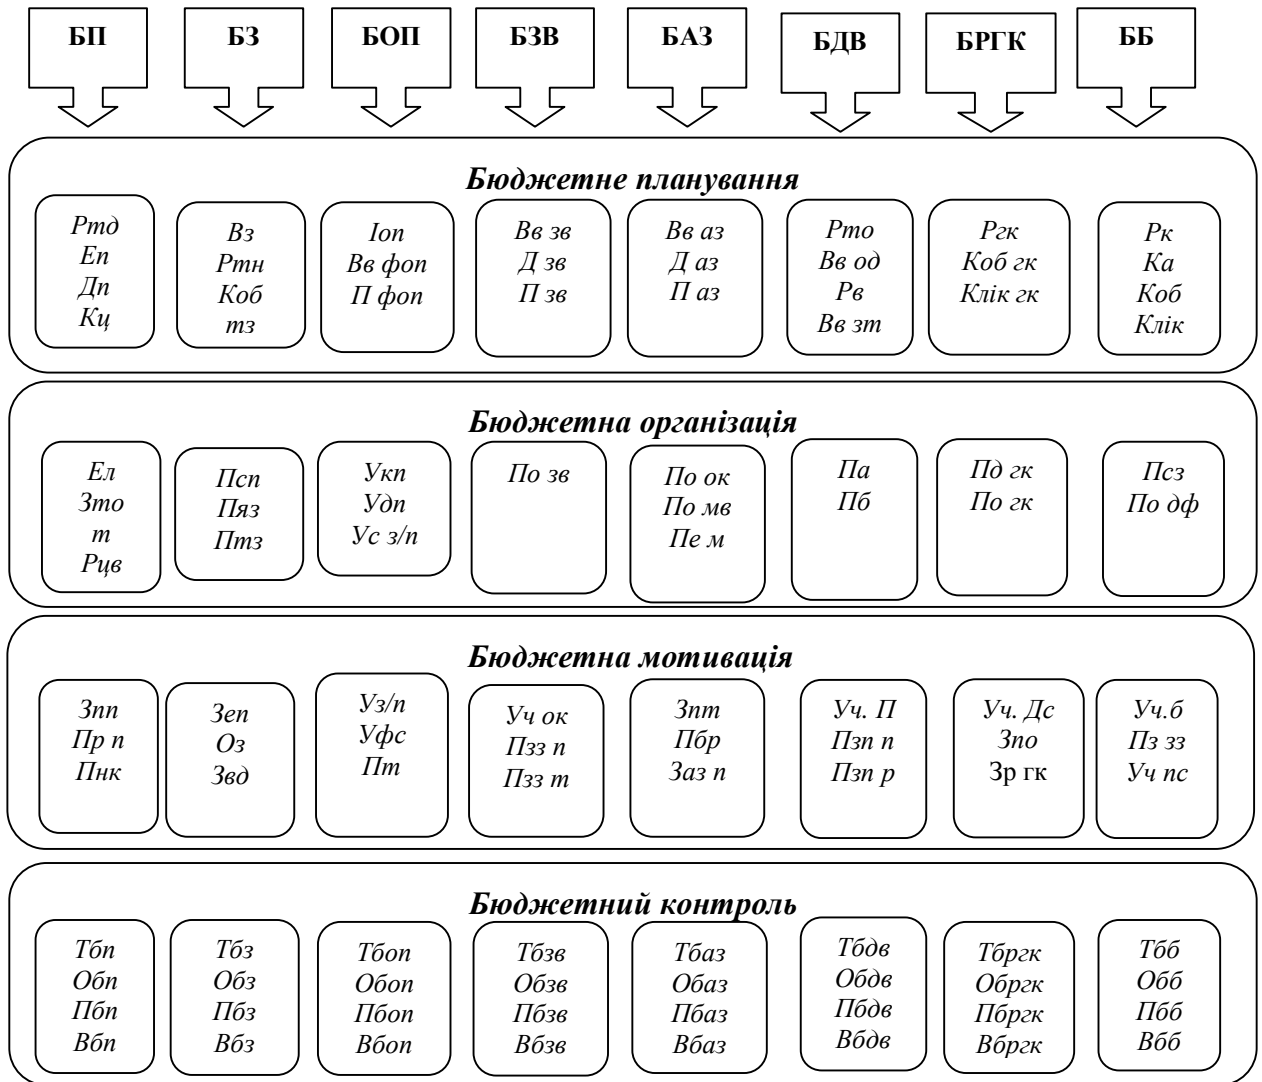 БП
БЗ
БОП
БЗВ
БАЗ
БДВ
БРГК
ББ
Бюджетне планування
Ртд
Еп
Дп
Кц
Вз
Ртн
Коб
тз
Іоп
Вв фоп
П фоп
Вв зв
Д зв
П зв
Вв аз
Д аз
П аз
Рто
Вв од
Рв
Вв зт
Ргк
Коб гк
Клік гк
Рк
Ка
Коб
Клік
Бюджетна організація
Ел
Зто
т
Рцв
Псп
Пяз
Птз
Укп
Удп
Ус з/п
По зв
По ок
По мв
Пе м
Па
Пб
Пд гк
По гк
Псз
По дф
Бюджетна мотивація
Зпп
Пр п
Пнк
Зеп
Оз
Звд
Уз/п
Уфс
Пт
Уч ок
Пзз п
Пзз т
Зпт
Пбр
Заз п
Уч. П
Пзп п
Пзп р
Уч. Дс
Зпо
Зр гк
Уч.б
Пз зз
Уч пс
Бюджетний контроль
Тбп
Обп
Пбп
Вбп
Тбз
Обз
Пбз
Вбз
Тбоп
Обоп
Пбоп
Вбоп
Тбзв
Обзв
Пбзв
Вбзв
Тбаз
Обаз
Пбаз
Вбаз
Тбдв
Обдв
Пбдв
Вбдв
Тбргк
Обргк
Пбргк
Вбргк
Тбб
Обб
Пбб
Вбб